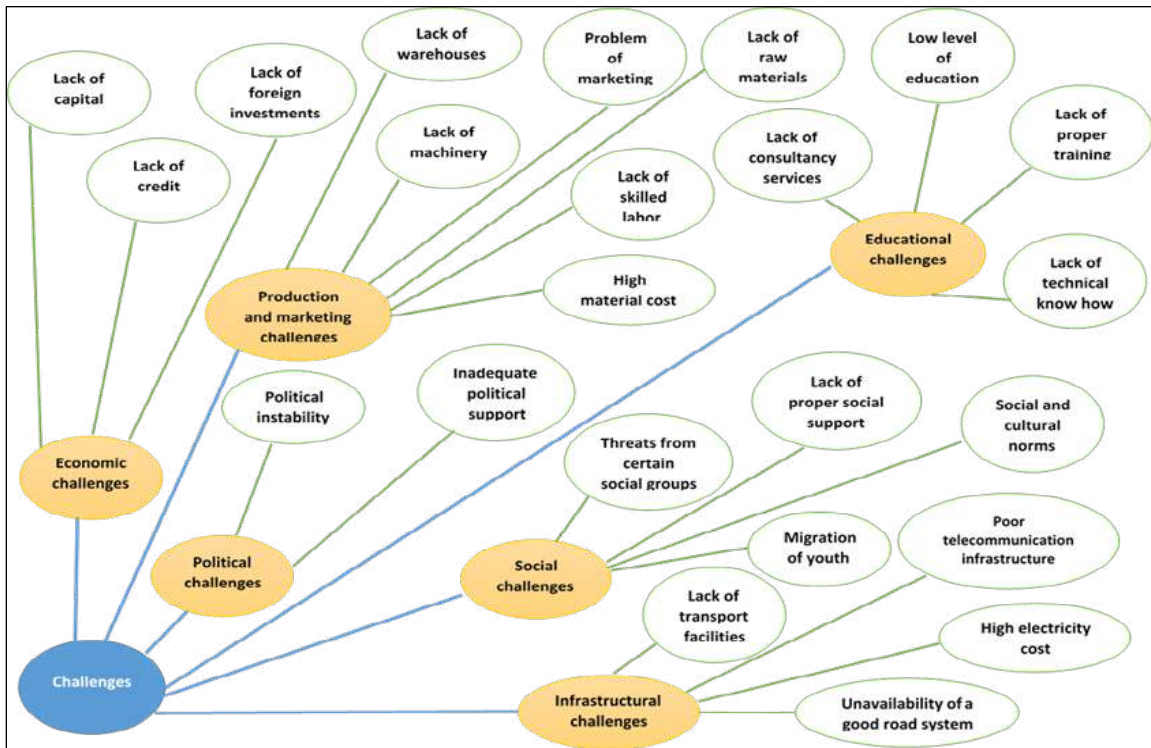 Lack of
capital
Lack of
foreign
investments
Lack of
warehouses
Problem
of
marketing
Lack of
raw
materials
Low level
of
education
Lack of
credit
Lack of
machinery
Lack of
skilled
labor
Lack of
consultancy
services
Lack of
proper
training
Educational
challenges
Lack of
technical
know how
High
material cost
Production
and marketing
challenges
Political
instability
Inadequate
political
support
Lack of
proper social
support
Social and
cultural
norms
Threats from
certain
social groups
Economic
challenges
Political
challenges
Social
challenges
Migration
of youth
Poor
telecommunication
infrastructure
Lack of
transport
facilities
High electricity
cost
Challenges
Infrastructural
challenges
Unavailability of a
good road system